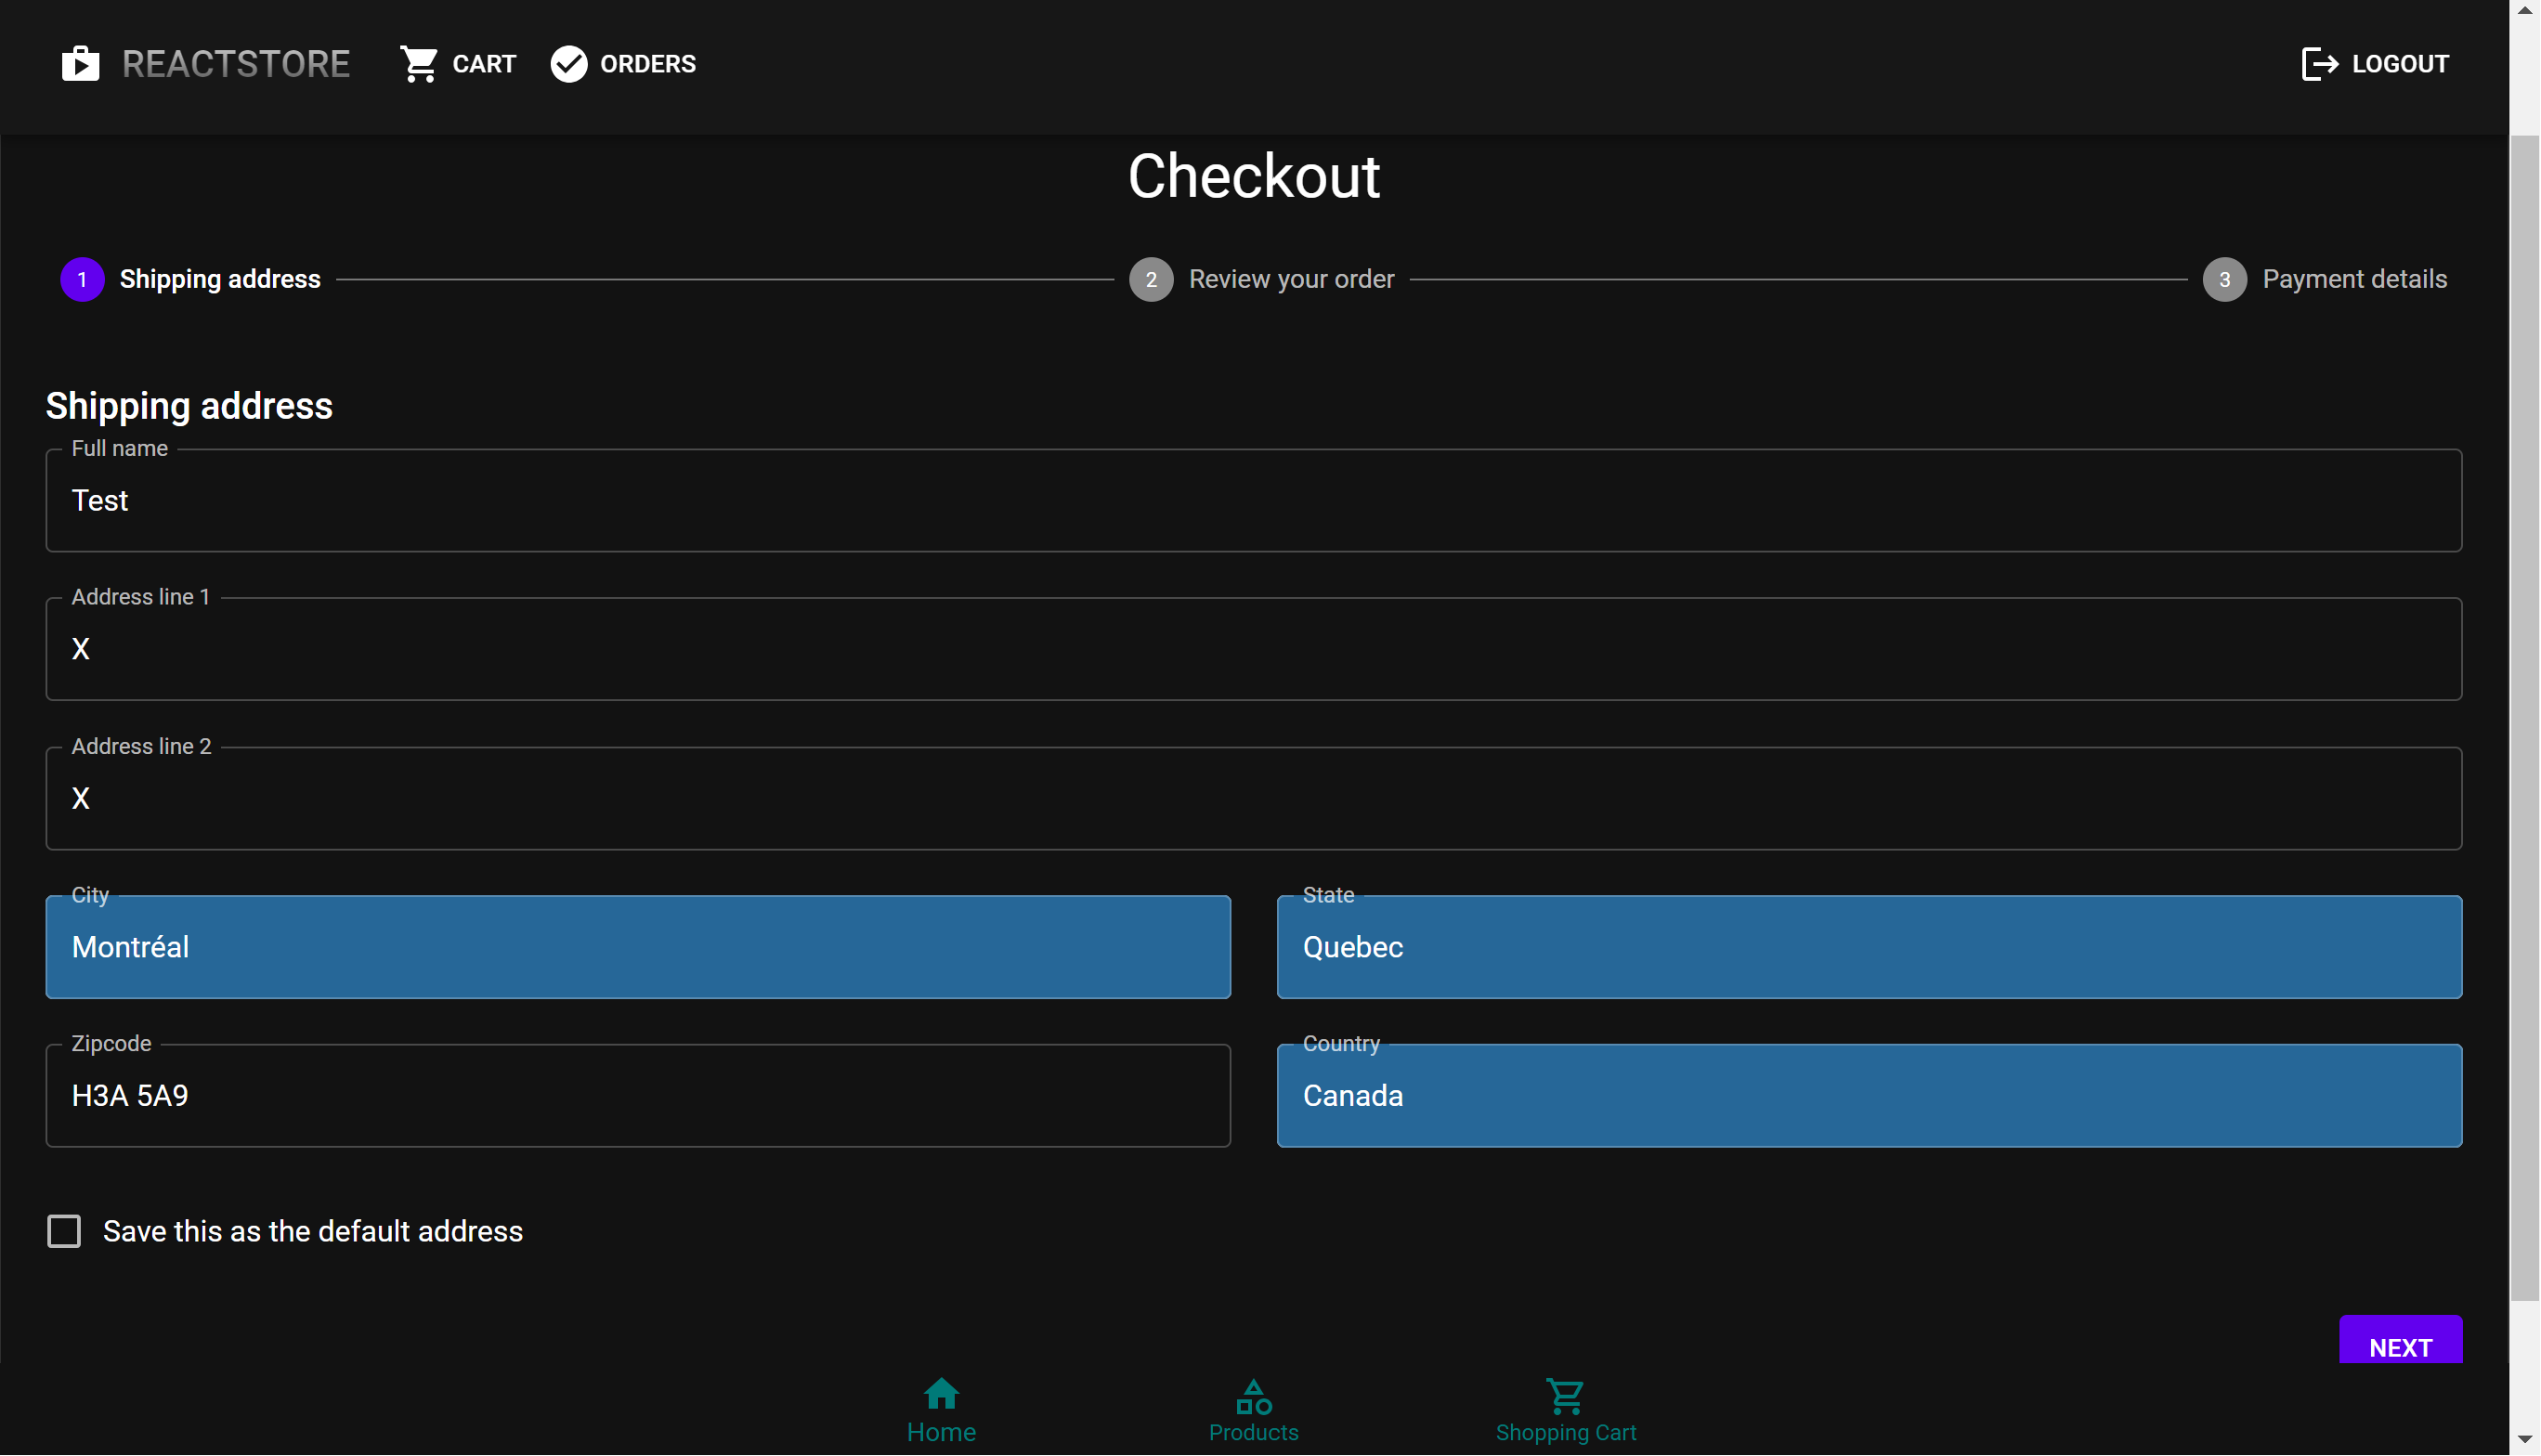 REACTSTORE CART ORDERS LOGOUT
Checkout
1 Shipping address 2 Review your order 3 Payment details
Shipping address
Full name
Test
Address line 1
X
Address line 2
X
City State
Montréal Quebec
Zipcode Country
H3A 5A9 Canada
Save this as the default address
NEXT
Home Products Shopping Cart